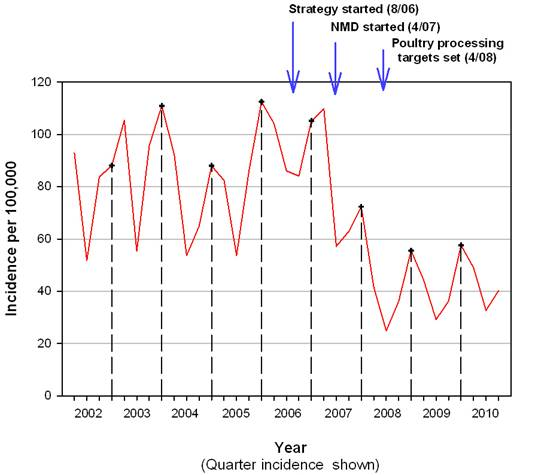 Strategy started (8/06)
NMD started (4/07)
Poultry processing
targets set (4/08)
120
100
80
60
40
20
0
Incidence per 100,000
2002 2003 2004 2005 2006 2007 2008 2009 2010
Year
(Quarter incidence shown)